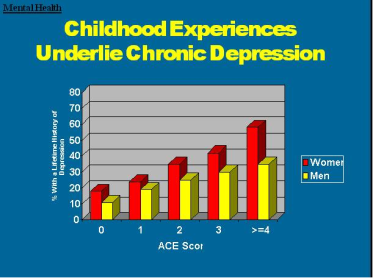 Mental Health
Childhood Experiences
Underlie Chronic Depression
% With a Lifetime History of
Depression
80
70
60
50
40
30
20
10
0
0 1 2 3 >=4
ACE Scor
Women
Men